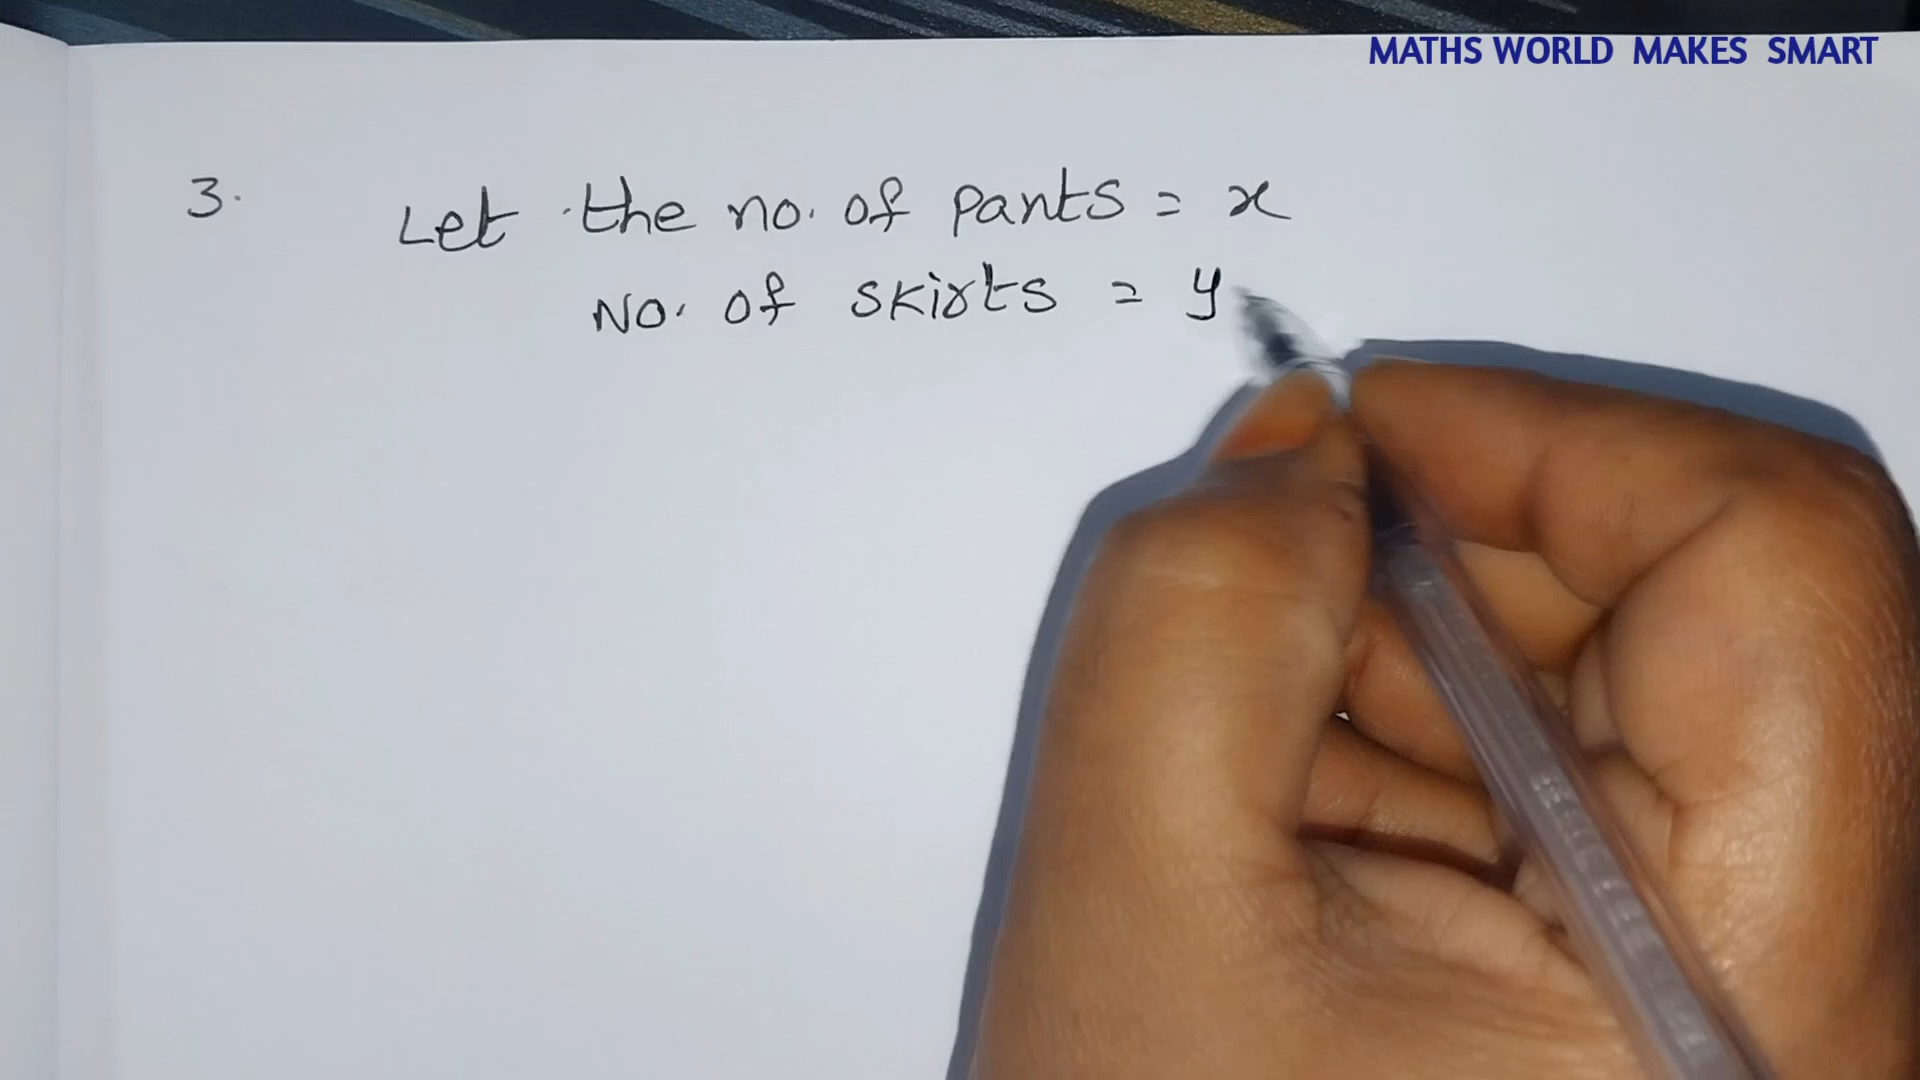 MATHS WORLD MAKES SMART
3. Let the no. of pants = x
No. of skirts = y